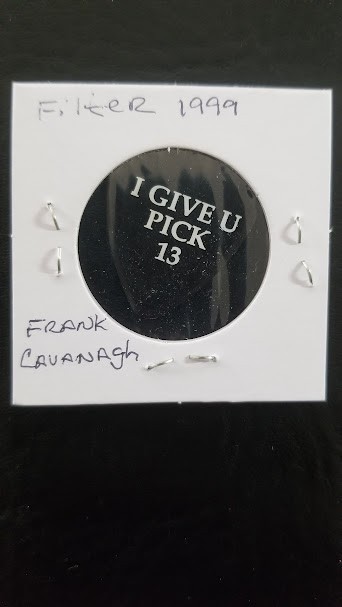 Filter 1999
I GIVE U
PICK
13
FRANK
CAVANAGh